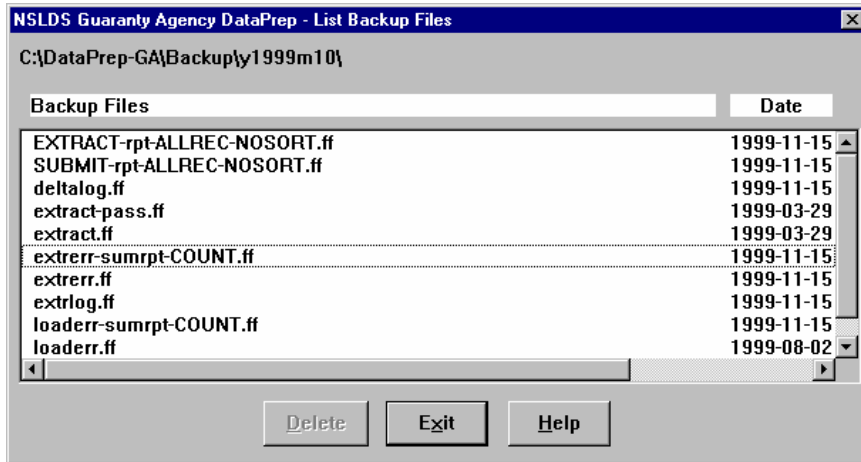 NSLDS Guaranty Agency DataPrep - List Backup Files
C:\DataPrep-GA\Backup\y1999m10\
Backup Files Date
EXTRACT-rpt-ALLREC-NOSORT.ff 1999-11-15
SUBMIT-rpt-ALLREC-NOSORT.ff 1999-11-15
deltalog.ff 1999-11-15
extract-pass.ff 1999-03-29
extract.ff 1999-03-29
extrerr-sumrpt-COUNT.ff 1999-11-15
extrerr.ff 1999-11-15
extrlog.ff 1999-11-15
loaderr-sumrpt-COUNT.ff 1999-11-15
loaderr.ff 1999-08-02
Delete Exit Help